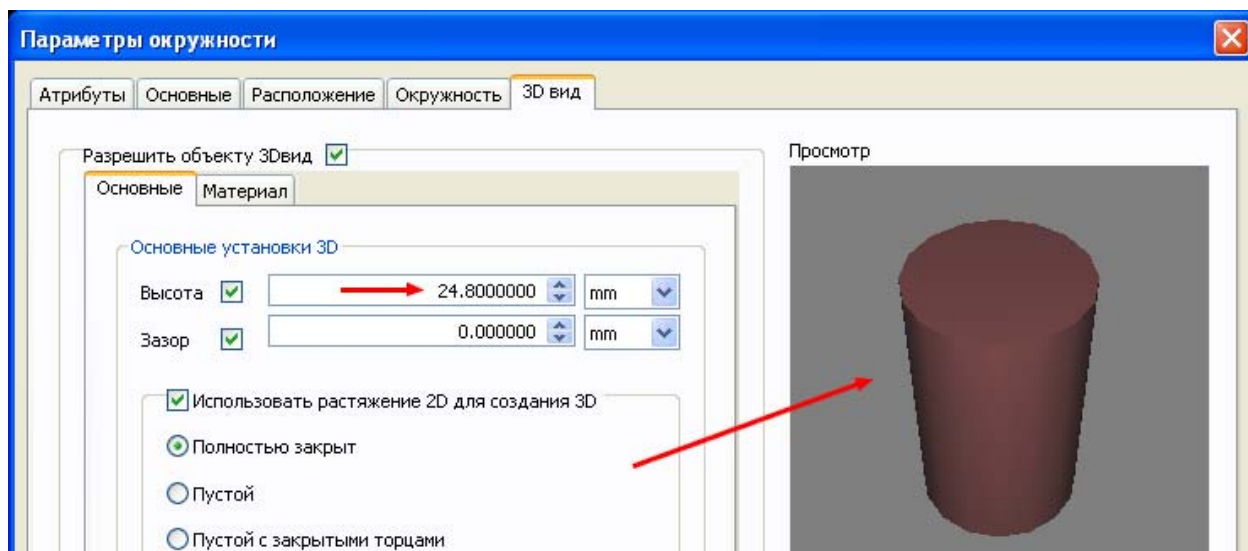 Параметры окружности
Атрибуты Основные Расположение Окружность 3D вид
Разрешить объекту 3Dвид
Просмотр
Основные Материал
Основные установки 3D
Высота 24.8000000 mm
Зазор 0.000000 mm
Использовать растяжение 2D для создания 3D
Полностью закрыт
Пустой
Пустой с закрытыми торцами